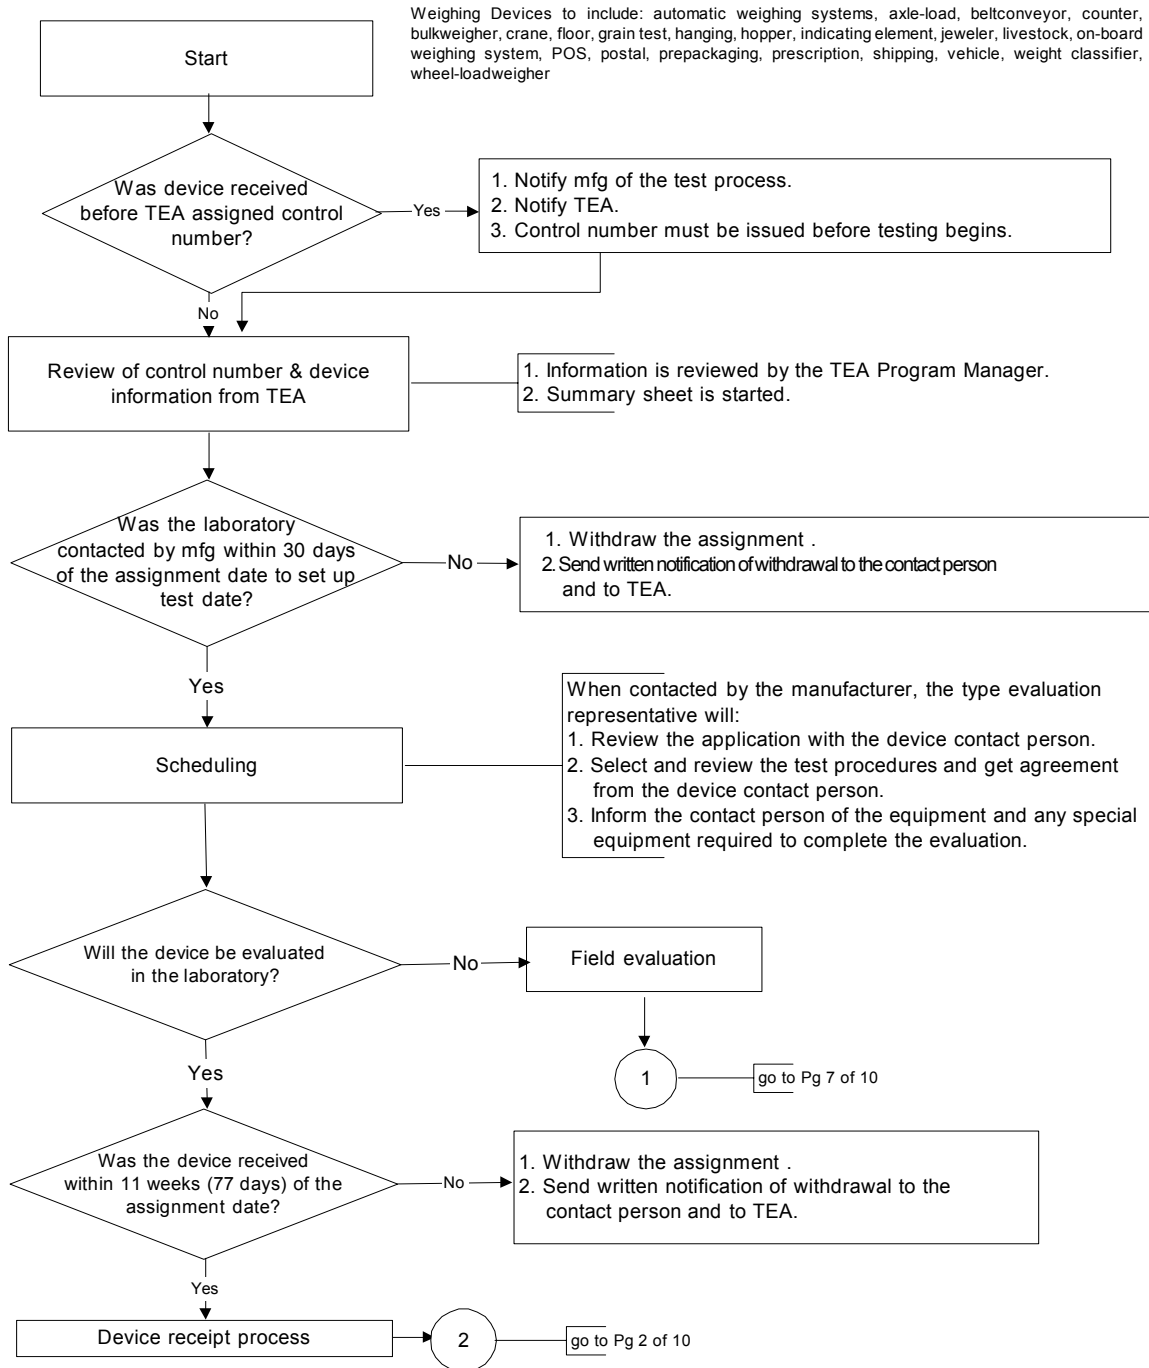 Weighing Devices to include: automatic weighing systems, axle-load, beltconveyor, counter,
bulkweigher, crane, floor, grain test, hanging, hopper, indicating element, jeweler, livestock, on-board
weighing system, POS, postal, prepackaging, prescription, shipping, vehicle, weight classifier,
wheel-loadweigher
Start
Was device received
before TEA assigned control
number?
Yes
1. Notify mfg of the test process.
2. Notify TEA.
3. Control number must be issued before testing begins.
No
Review of control number & device
information from TEA
1. Information is reviewed by the TEA Program Manager.
2. Summary sheet is started.
Was the laboratory
contacted by mfg within 30 days
of the assignment date to set up
test date?
No
1. Withdraw the assignment .
2. Send written notification of withdrawal to the contact person
and to TEA.
Yes
Scheduling
When contacted by the manufacturer, the type evaluation
representative will:
1. Review the application with the device contact person.
2. Select and review the test procedures and get agreement
from the device contact person.
3. Inform the contact person of the equipment and any special
equipment required to complete the evaluation.
Will the device be evaluated
in the laboratory?
No
Field evaluation
Yes
1
go to Pg 7 of 10
Was the device received
within 11 weeks (77 days) of the
assignment date?
No
1. Withdraw the assignment .
2. Send written notification of withdrawal to the
contact person and to TEA.
Yes
Device receipt process
2
go to Pg 2 of 10